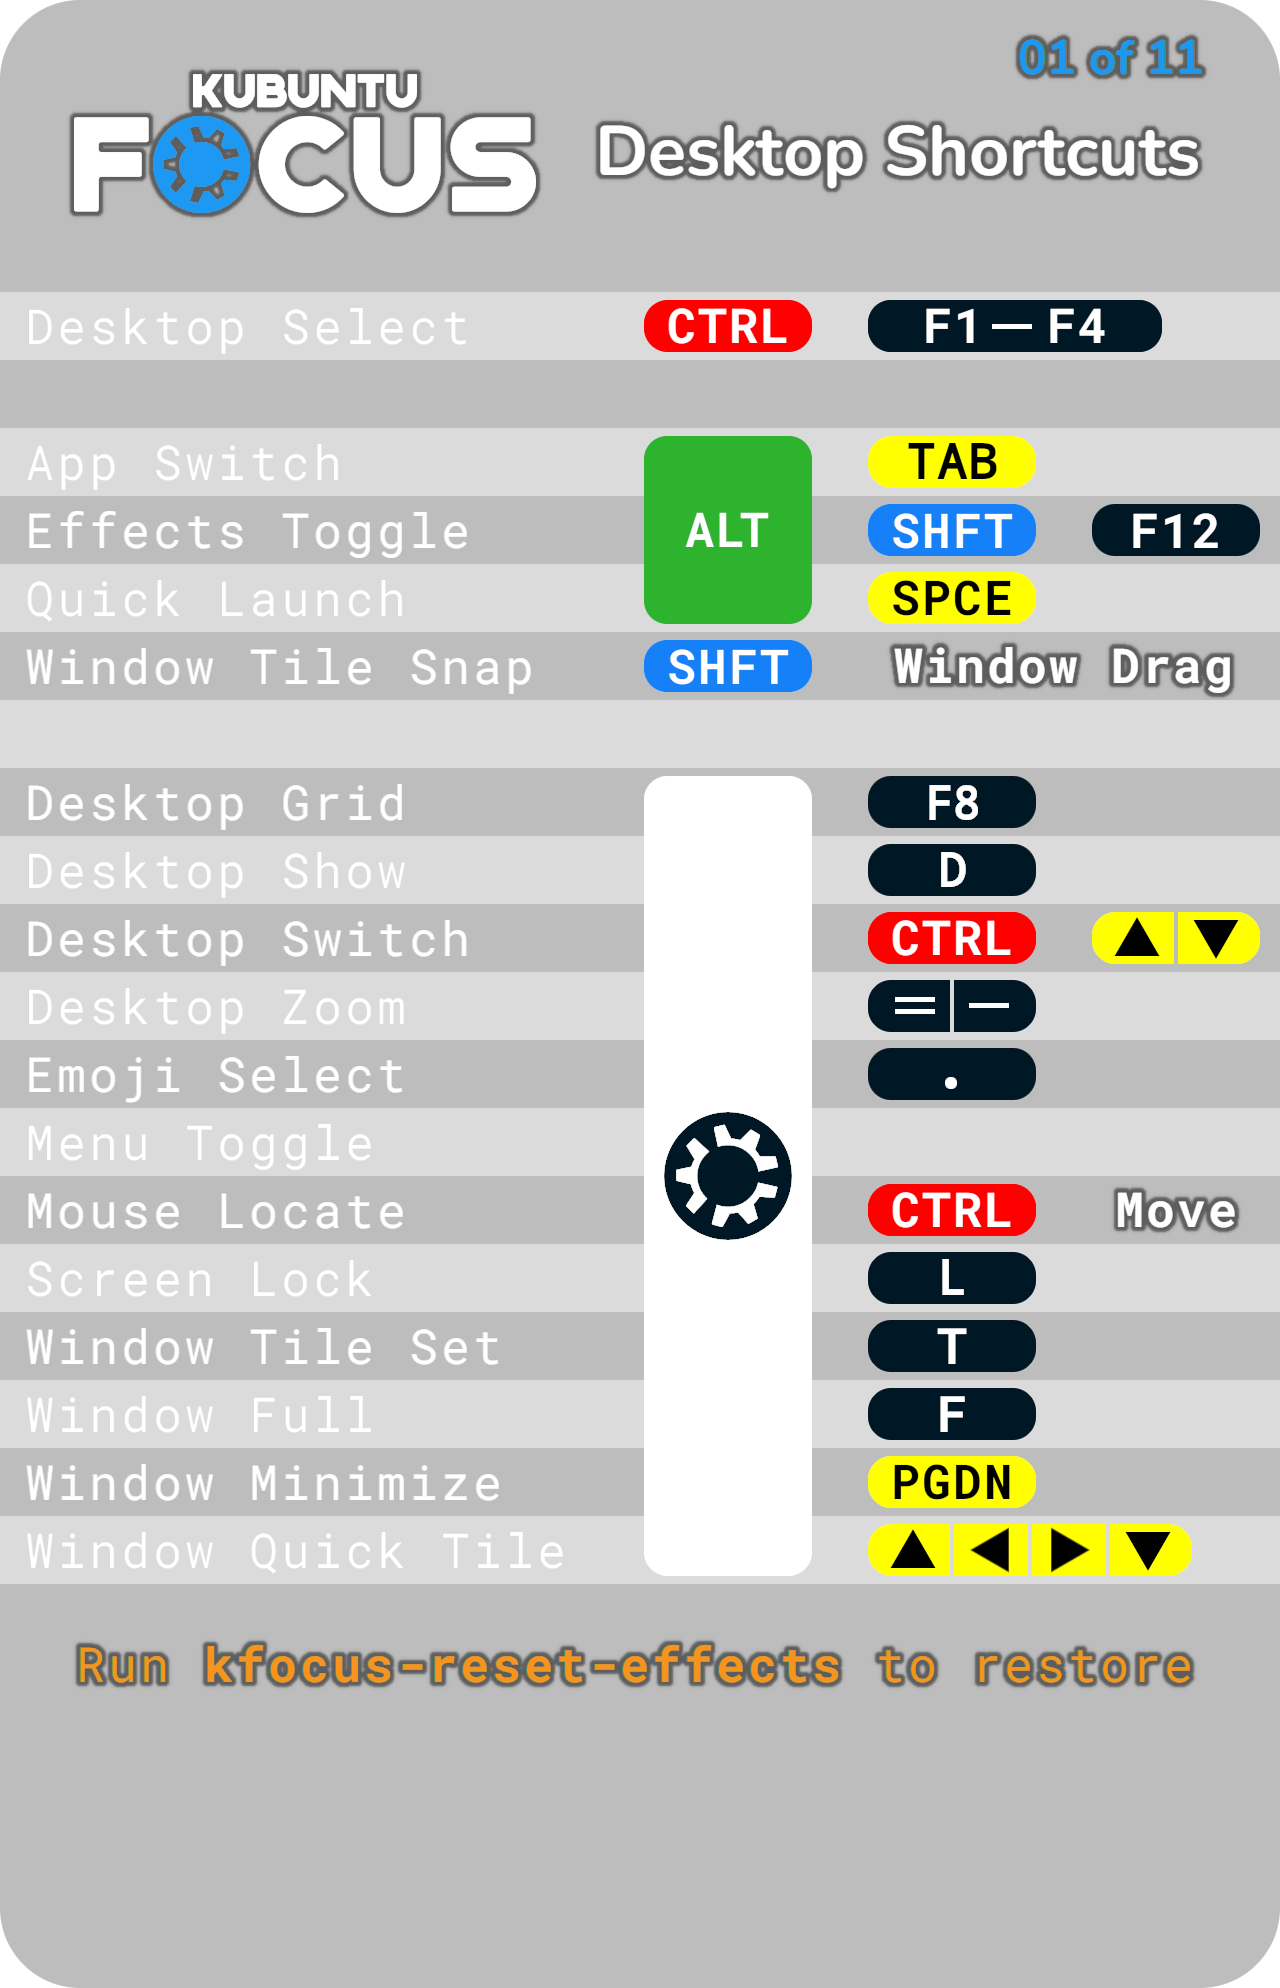 01 of 11
KUBUNTU
FOCUS
Desktop Shortcuts
Desktop Select CTRL F1 — F4
App Switch TAB
Effects Toggle ALT SHFT F12
Quick Launch SPCE
Window Tile Snap SHFT Window Drag
Desktop Grid F8
Desktop Show D
Desktop Switch CTRL ▲ ▼
Desktop Zoom = —
Emoji Select .
Menu Toggle
Mouse Locate CTRL Move
Screen Lock L
Window Tile Set T
Window Full F
Window Minimize PGDN
Window Quick Tile ▲ ◀ ▶ ▼
Run kfocus-reset-effects to restore